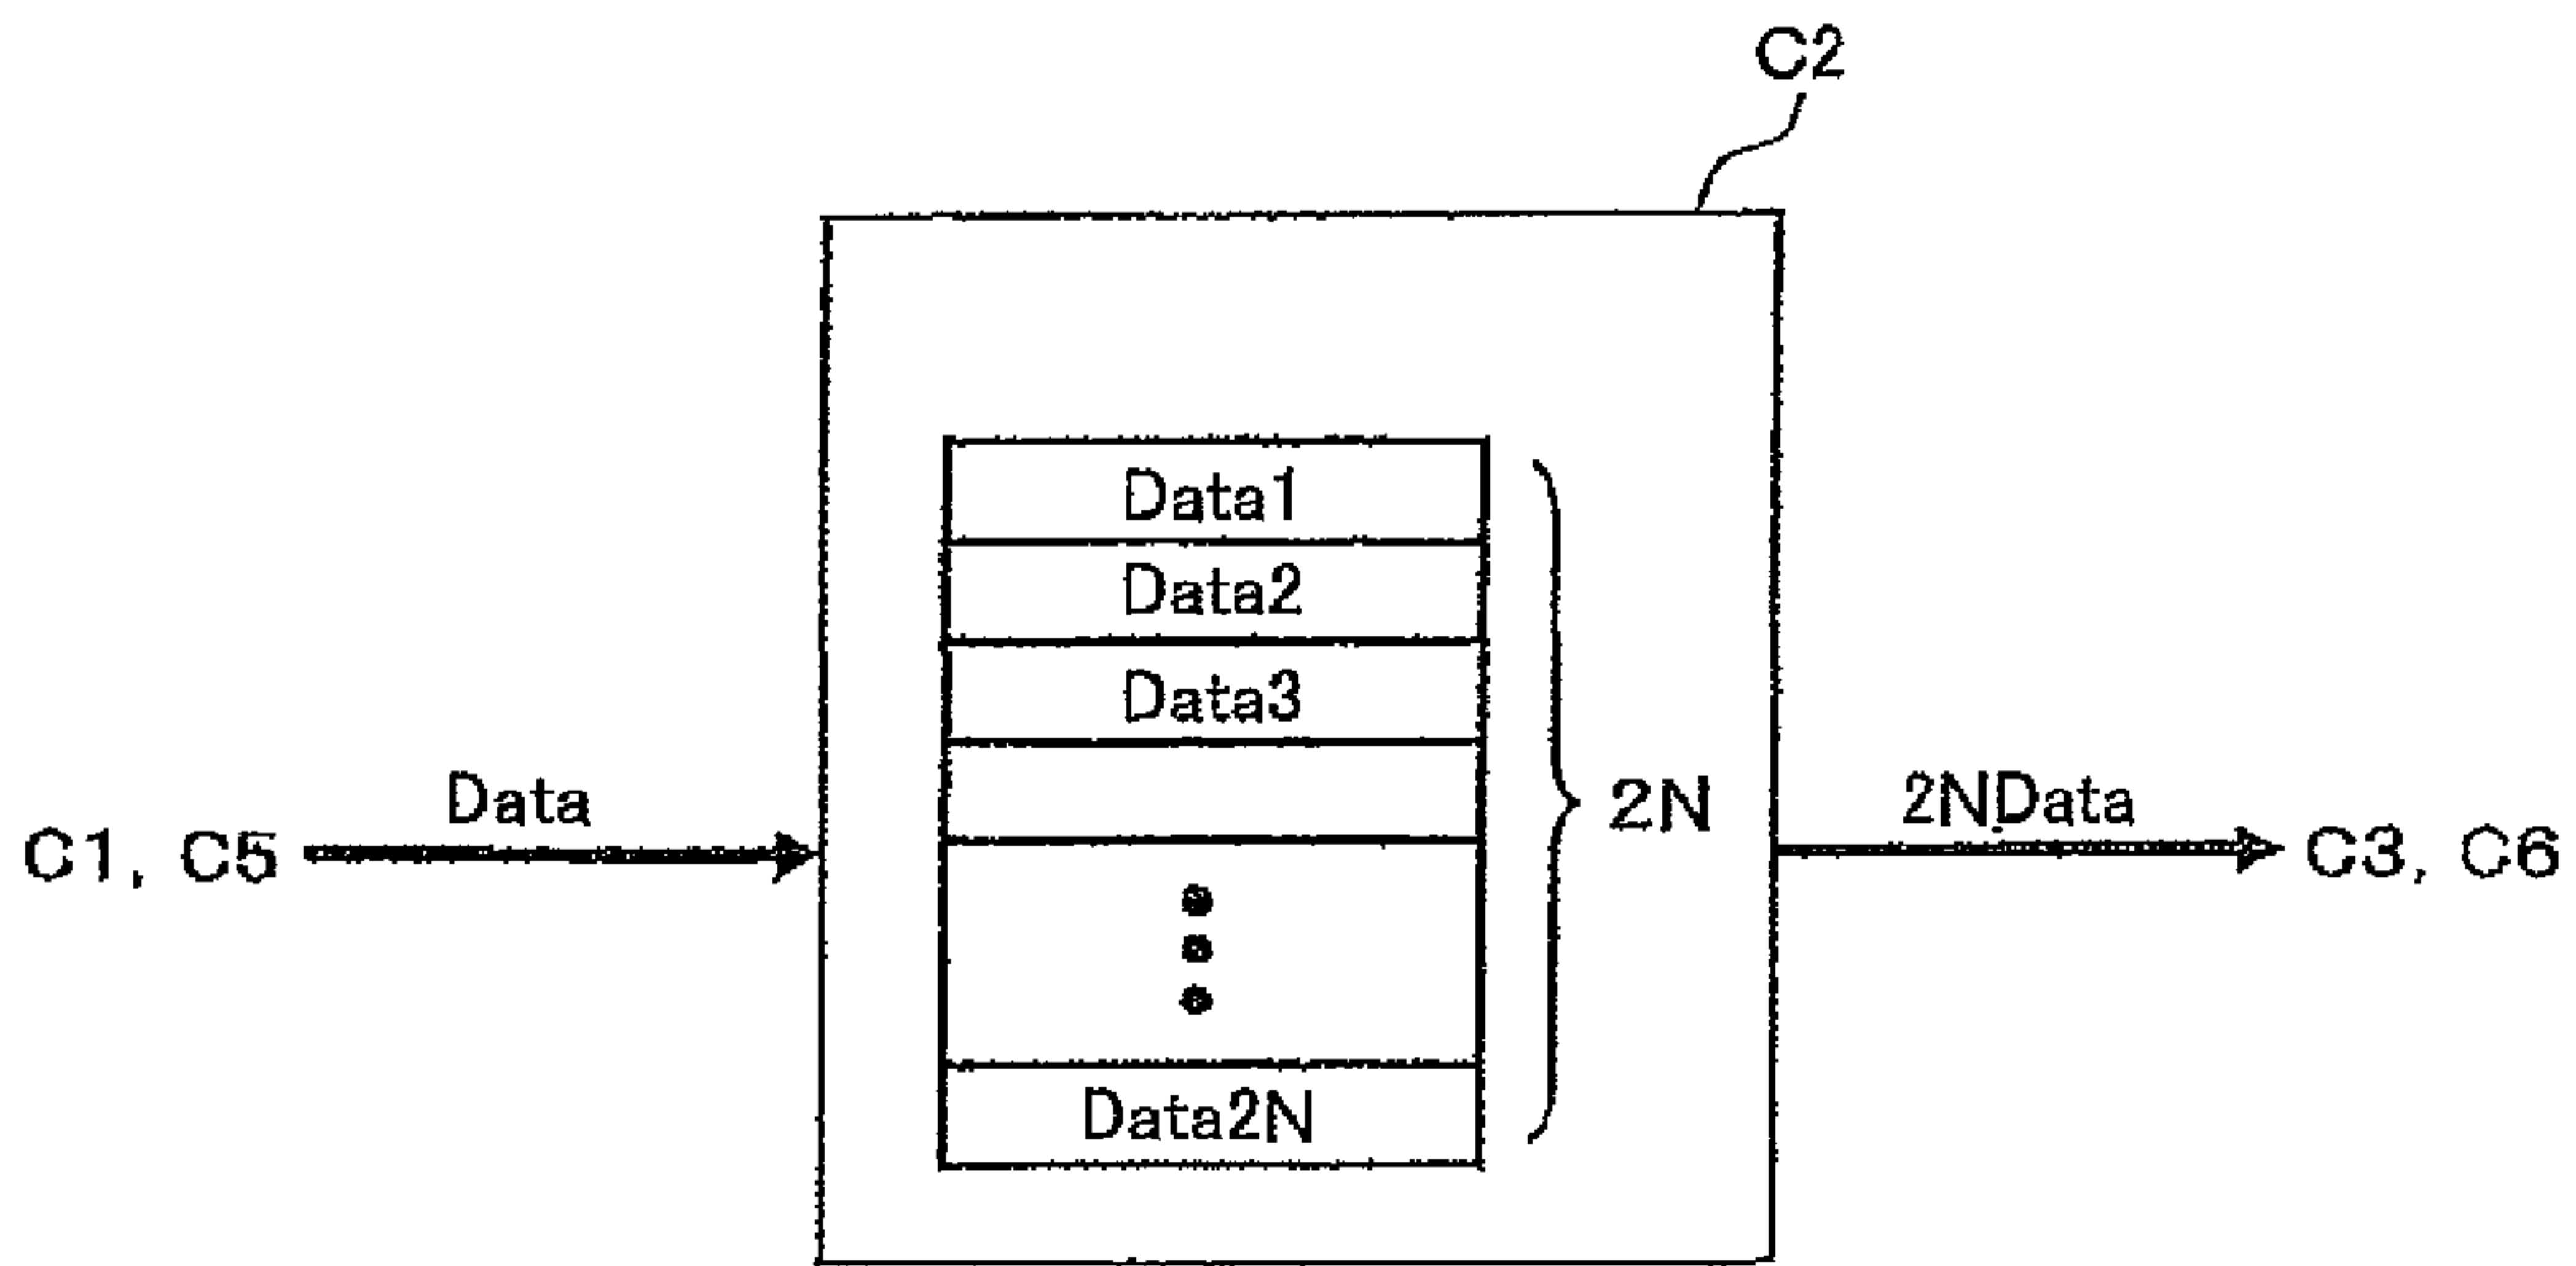 C2
Data1
Data2
Data3
Data
2N
2NData
C1, C5
C3, C6
Data2N